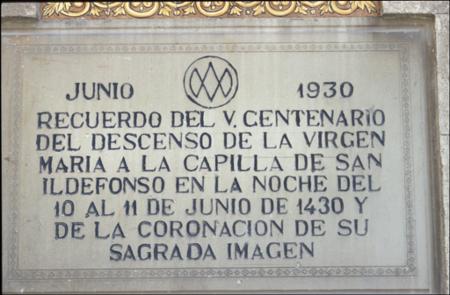 JUNIO 1930
RECUERDO DEL V. CENTENARIO
DEL DESCENSO DE LA VIRGEN
MARIA A LA CAPILLA DE SAN
ILDEFONSO EN LA NOCHE DEL
10 AL 11 DE JUNIO DE 1430 Y
DE LA CORONACION DE SU
SAGRADA IMAGEN